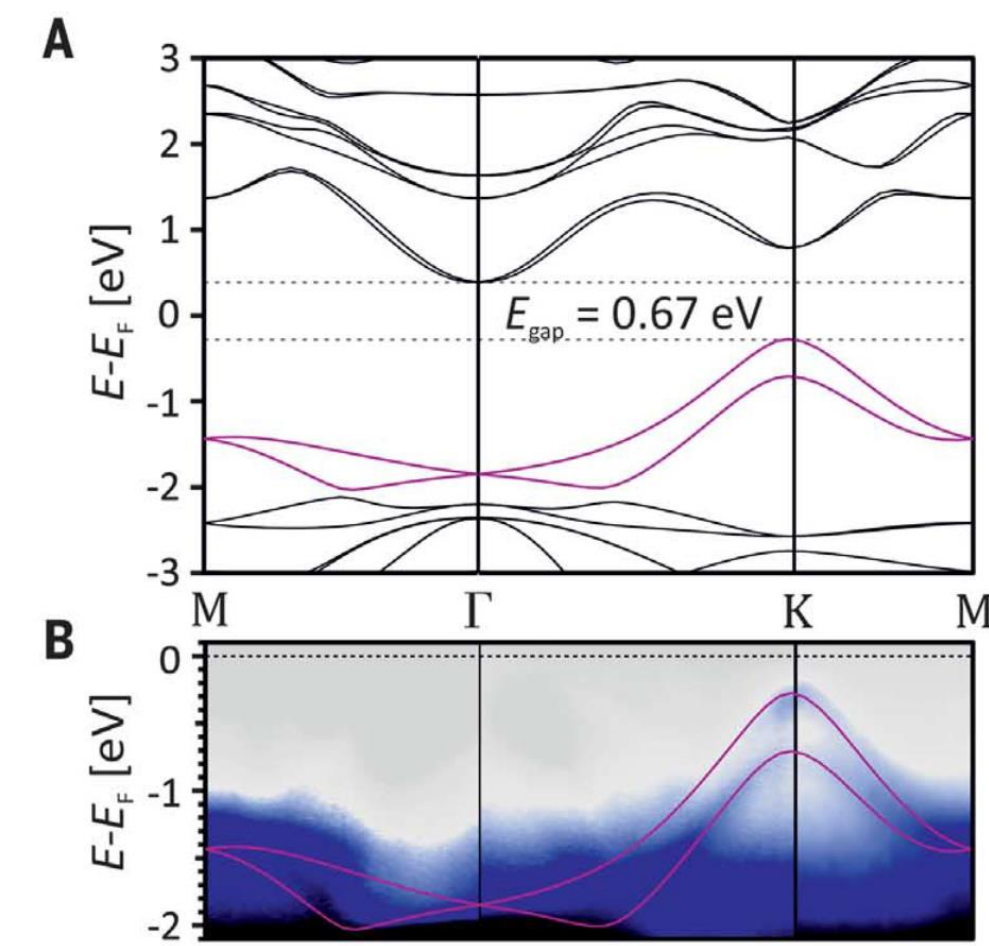 A
3
2
1
0
-1
-2
-3
E-E_F [eV]
E_gap = 0.67 eV
M Γ K M
B
0
-1
-2
E-E_F [eV]